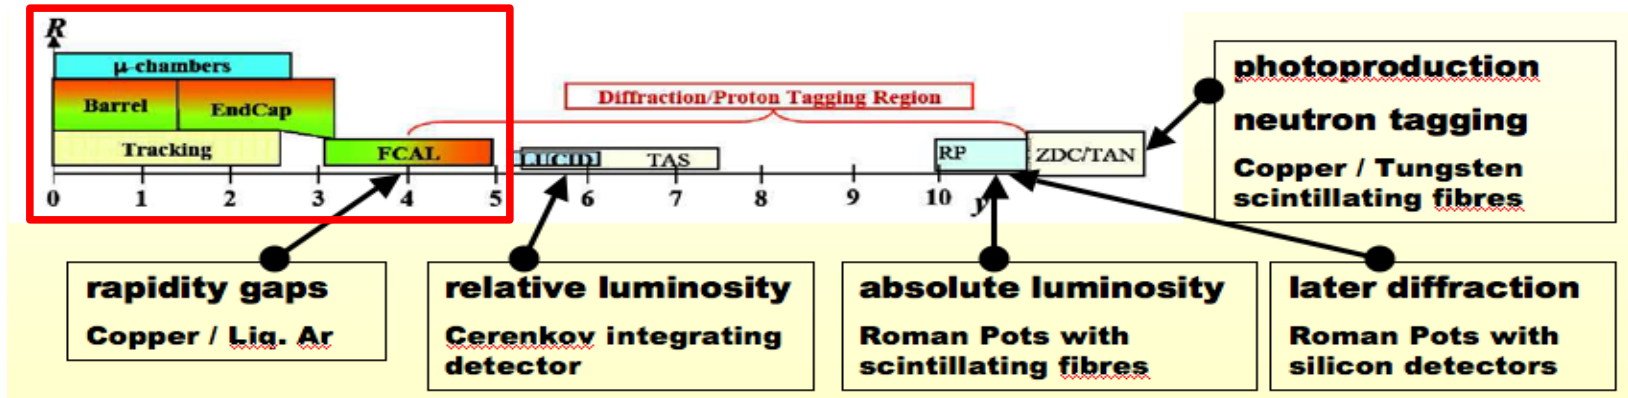 R
μ-chambers
Barrel
EndCap
Tracking
FCAL
Diffraction/Proton Tagging Region
LUCID
TAS
RP
ZDC/TAN
0 1 2 3 4 5 6 7 8 9 10 y
photoproduction
neutron tagging
Copper / Tungsten
scintillating fibres
rapidity gaps
Copper / Liq. Ar
relative luminosity
Cerenkov integrating
detector
absolute luminosity
Roman Pots with
scintillating fibres
later diffraction
Roman Pots with
silicon detectors